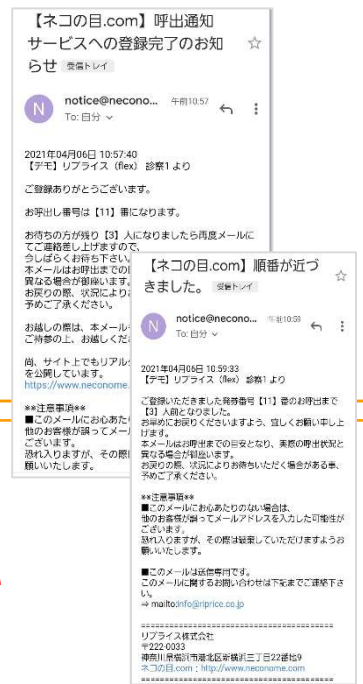 【ネコの目.com】呼出通知
サービスへの登録完了のお知
らせ 受信トレイ
N
notice@necono... 午前10:57
To: 自分
2021年04月06日 10:57:40
【デモ】リプライス（flex） 診察1 より
ご登録ありがとうございます。
お呼出し番号は【11】番になります。
お待ちの方が残り【3】人になりましたら再度メールに
てご連絡差し上げますので、
今しばらくお待ち下さい。
本メールはお呼出までの
異なる場合が御座います。
お戻りの際、状況により
予めご了承ください。
お越しの際は、本メール
ご持参の上、お越しくだ
尚、サイト上でもリアル
を公開しています。
https://www.neconome.
**注意事項**
■このメールにお心あたり
他のお客様が誤ってメー
ございます。
恐れ入りますが、その際
願いいたします。
【ネコの目.com】順番が近づ
きました。 受信トレイ
N
notice@necono... 午前10:59
To: 自分
2021年04月06日 10:59:33
【デモ】リプライス（flex） 診察1 より
ご登録いただきました発券番号【11】番のお呼出まで
【3】人前となりました。
お早めにお戻りくださいますよう、宜しくお願い申し上
げます。
本メールはお呼出までの目安となり、実際の呼出状況と
異なる場合が御座います。
お戻りの際、状況によりお待ちいただく場合がある事、
予めご了承ください。
**注意事項**
■このメールにお心あたりのない場合は、
他のお客様が誤ってメールアドレスを入力した可能性が
ございます。
恐れ入りますが、その際は破棄していただけますようお
願いいたします。
■このメールは送信専用です。
このメールに関するお問い合わせは下記までご連絡下さ
い。
⇒ mailto:info@riprice.co.jp
========================================
リプライス株式会社
〒222-0033
神奈川県横浜市港北区新横浜三丁目22番地9
ネコの目.com : http://www.neconome.com
========================================